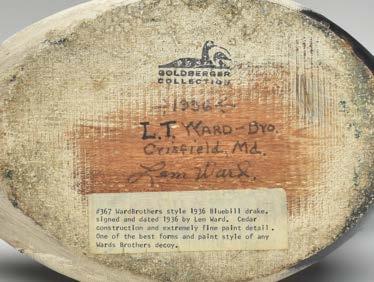 GOLDBERGER
COLLECTION
-1936-
L.T. WARD-Bro.
Crisfield, Md.
Lem Ward.
#367 WardBrothers style 1936 Bluebill drake,
signed and dated 1936 by Lem Ward. Cedar
construction and extremely fine paint detail.
One of the best forms and paint style of any
Wards Brothers decoy.